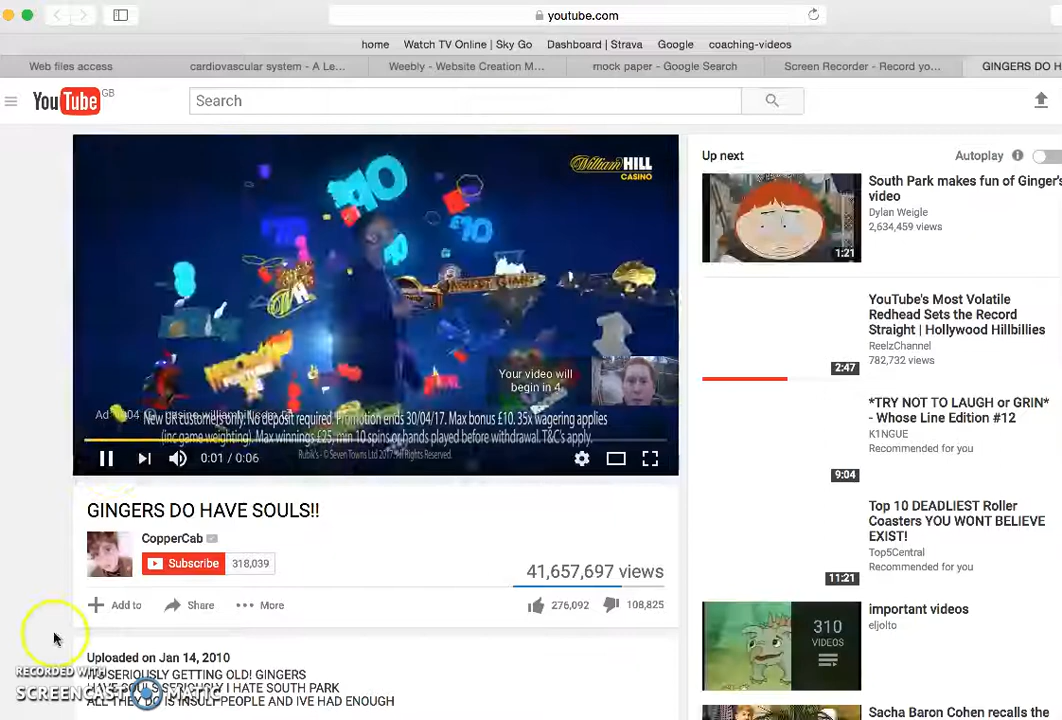 youtube.com
home Watch TV Online | Sky Go Dashboard | Strava Google coaching-videos
Web files access cardiovascular system - A Le... Weebly - Website Creation M... mock paper - Google Search Screen Recorder - Record yo... GINGERS DO H
YouTube GB
Search
William HILL
CASINO
£10
Your video will
begin in 4
casino.williamhill.com
New UK customers only. No deposit required. Promotion ends 30/04/17. Max bonus £10. 35x wagering applies
(inc game weighting). Max winnings £25, min 10 spins or hands played before withdrawal. T&C's apply.
Rubik's - © Seven Towns Ltd 2017. All Rights Reserved.
0:01 / 0:06
GINGERS DO HAVE SOULS!!
CopperCab
Subscribe 318,039
41,657,697 views
Add to Share More 276,092 108,825
Uploaded on Jan 14, 2010
ITS SERIOUSLY GETTING OLD! GINGERS
HAVE SOULS SERIOUSLY I HATE SOUTH PARK
ALL THEY DO IS INSULT PEOPLE AND IVE HAD ENOUGH
RECORDED WITH
SCREENCAST MATIC
Up next Autoplay
South Park makes fun of Ginger's
video
Dylan Weigle
2,634,459 views
1:21
YouTube's Most Volatile
Redhead Sets the Record
Straight | Hollywood Hillbillies
ReelzChannel
782,732 views
2:47
*TRY NOT TO LAUGH or GRIN*
- Whose Line Edition #12
K1NGUE
Recommended for you
9:04
Top 10 DEADLIEST Roller
Coasters YOU WONT BELIEVE
EXIST!
Top5Central
Recommended for you
11:21
important videos
eljolto
310
VIDEOS
Sacha Baron Cohen recalls the